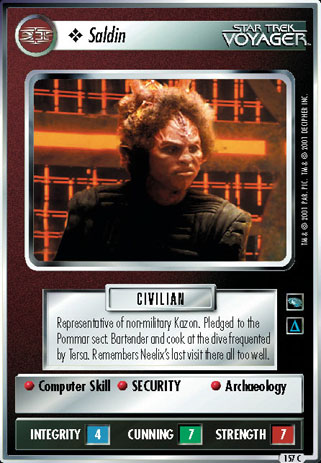 ❖ Saldin
STAR TREK
VOYAGER™
TM & © 2001 PAR. PIC. TM & © 2001 DECIPHER INC.
CIVILIAN
Representative of non-military Kazon. Pledged to the
Pommar sect. Bartender and cook at the dive frequented
by Tersa. Remembers Neelix's last visit there all too well.
Computer Skill SECURITY Archaeology
INTEGRITY 4 CUNNING 7 STRENGTH 7
157 C